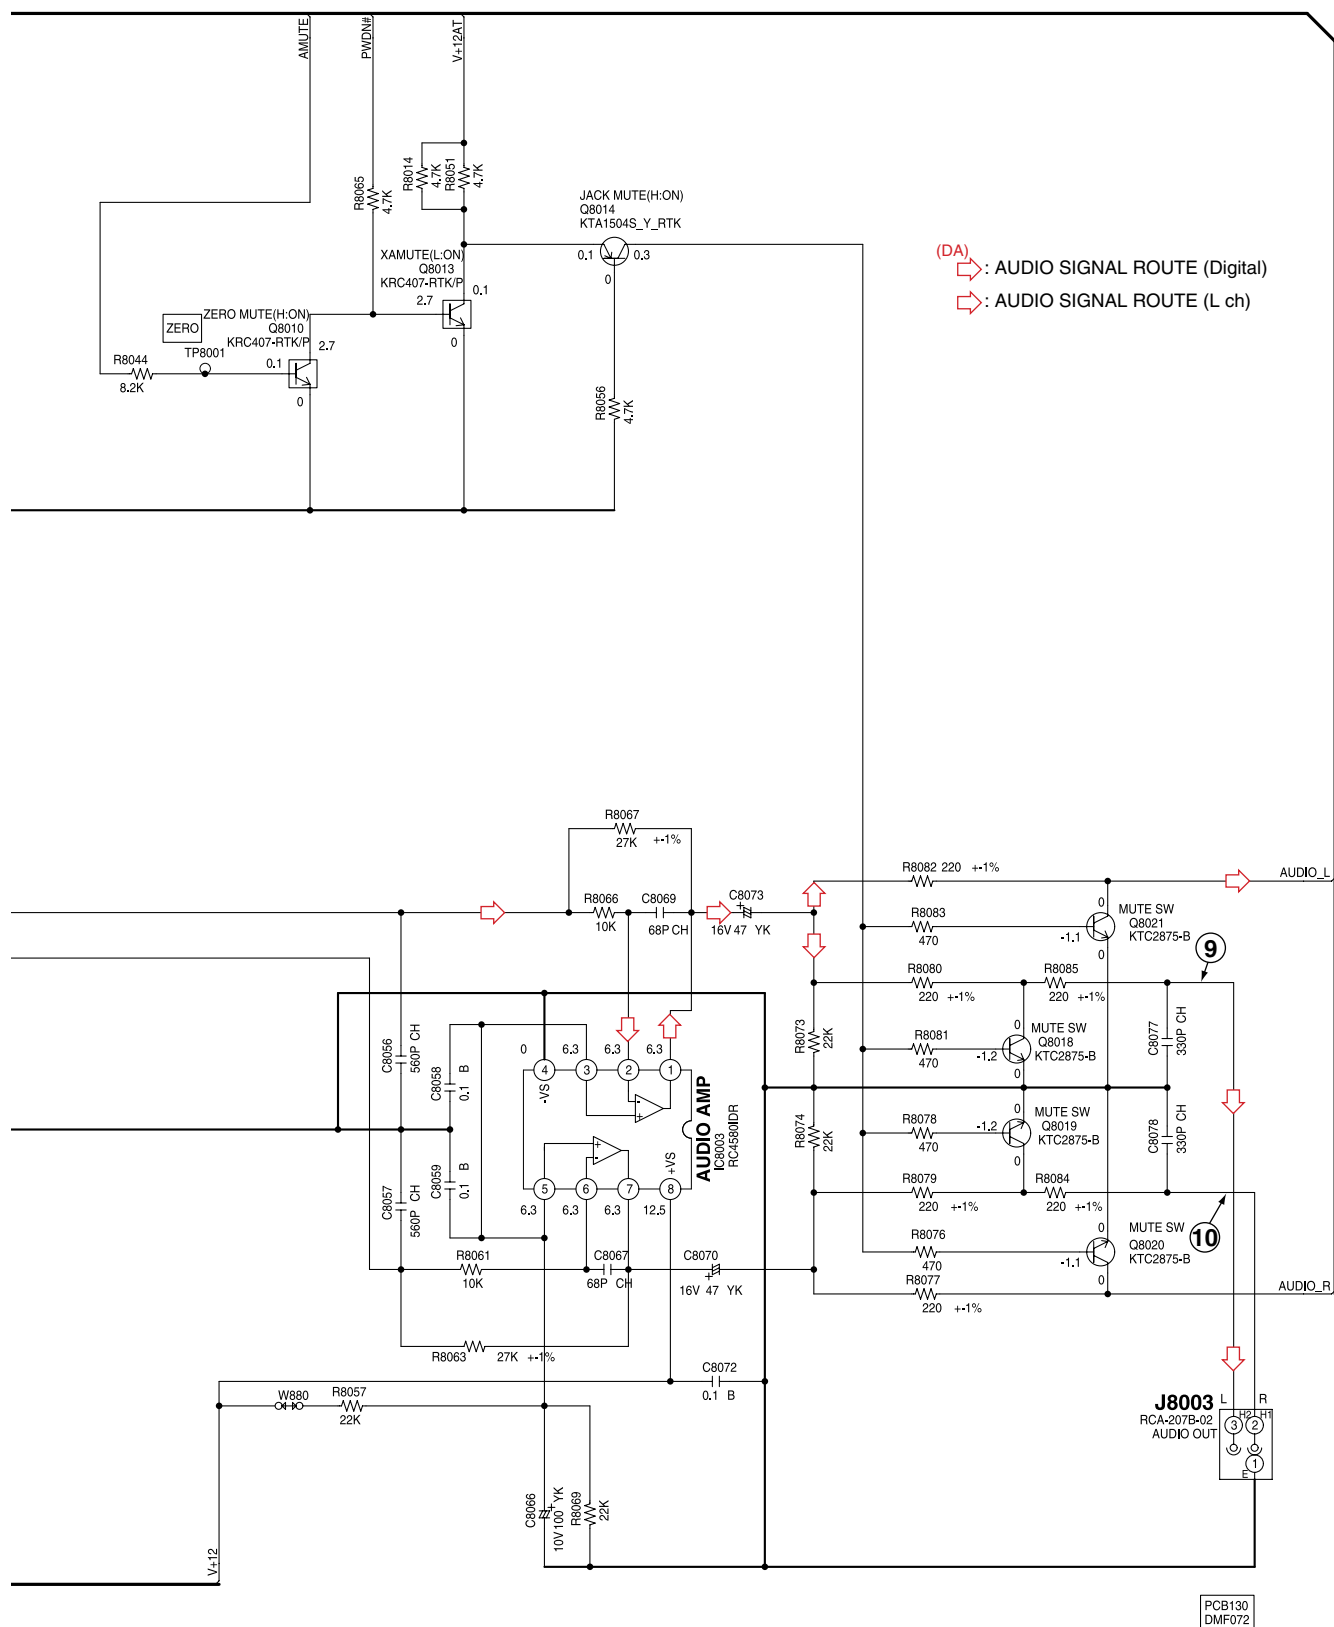 AMUTE
PWDN#
V+12AT
R8065
4.7K
R8014
4.7K
R8051
4.7K
JACK MUTE(H:ON)
Q8014
KTA1504S_Y_RTK
0.1
0.3
0
XAMUTE(L:ON)
Q8013
KRC407-RTK/P
2.7
0.1
0
ZERO
ZERO MUTE(H:ON)
Q8010
KRC407-RTK/P
TP8001
2.7
0.1
0
R8044
8.2K
R8056
4.7K
(DA)
: AUDIO SIGNAL ROUTE (Digital)
: AUDIO SIGNAL ROUTE (L ch)
R8067
27K +-1%
R8066
10K
C8069
68P CH
C8073
+
16V 47 YK
R8082 220 +-1%
AUDIO_L
R8083
470
MUTE SW
Q8021
KTC2875-B
0
-1.1
0
9
R8080
220 +-1%
R8085
220 +-1%
R8073
22K
R8081
470
MUTE SW
Q8018
KTC2875-B
0
-1.2
0
C8077
330P CH
C8056
560P CH
C8058
0.1 B
0
6.3
6.3
6.3
4
3
2
1
-VS
-
+
AUDIO AMP
IC8003
RC4580IDR
+
-
+VS
5
6
7
8
6.3
6.3
6.3
12.5
C8057
560P CH
C8059
0.1 B
R8074
22K
R8078
470
MUTE SW
Q8019
KTC2875-B
0
-1.2
0
C8078
330P CH
R8079
220 +-1%
R8084
220 +-1%
10
R8076
470
MUTE SW
Q8020
KTC2875-B
0
-1.1
0
R8077
220 +-1%
AUDIO_R
R8061
10K
C8067
68P CH
C8070
+
16V 47 YK
R8063 27K +-1%
C8072
0.1 B
W880
R8057
22K
C8066
+
10V100 YK
R8069
22K
V+12
J8003
RCA-207B-02
AUDIO OUT
L
R
H2
H1
3
2
1
E
PCB130
DMF072